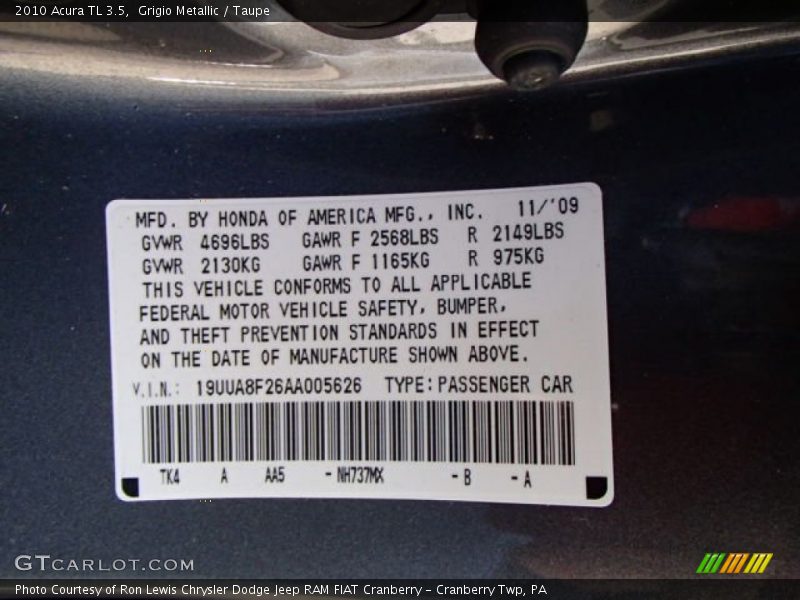 2010 Acura TL 3.5,  Grigio Metallic / Taupe
MFD. BY HONDA OF AMERICA MFG., INC. 11/'09
GVWR 4696LBS GAWR F 2568LBS R 2149LBS
GVWR 2130KG GAWR F 1165KG R 975KG
THIS VEHICLE CONFORMS TO ALL APPLICABLE
FEDERAL MOTOR VEHICLE SAFETY, BUMPER,
AND THEFT PREVENTION STANDARDS IN EFFECT
ON THE DATE OF MANUFACTURE SHOWN ABOVE.
V.I.N.: 19UUA8F26AA005626 TYPE:PASSENGER CAR
TK4 A AA5 -NH737MX -B -A
GTCARLOT.COM
Photo Courtesy of Ron Lewis Chrysler Dodge Jeep RAM FIAT Cranberry – Cranberry Twp, PA